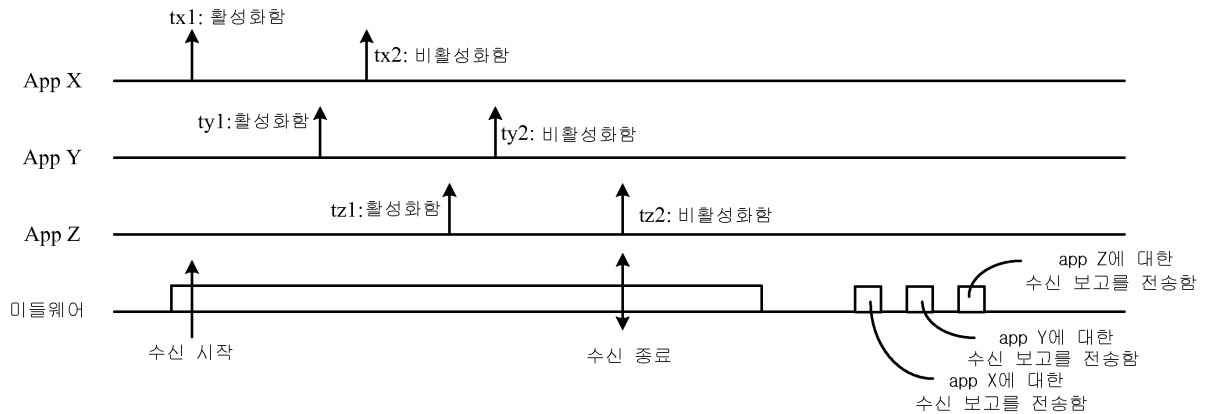 tx1: 활성화함
tx2: 비활성화함
App X
ty1:활성화함
ty2: 비활성화함
App Y
tz1:활성화함
tz2: 비활성화함
App Z
app Z에 대한
수신 보고를 전송함
미들웨어
수신 시작
수신 종료
app Y에 대한
수신 보고를 전송함
app X에 대한
수신 보고를 전송함